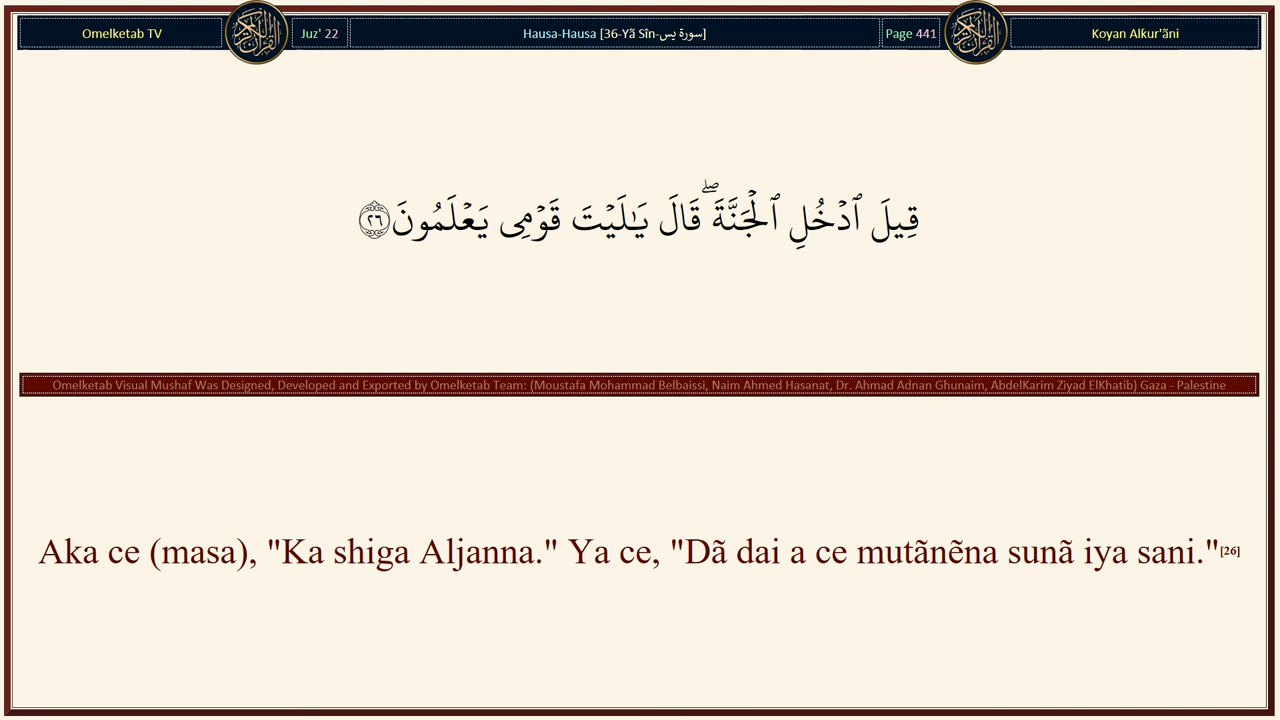 Omelketab TV
Juz' 22
Hausa-Hausa [36-Yã Sĩn-سورة يس]
Page 441
Koyan Alƙur'ãni
قِيلَ ٱدْخُلِ ٱلْجَنَّةَ ۖ قَالَ يَـٰلَيْتَ قَوْمِى يَعْلَمُونَ ٢٦
Omelketab Visual Mushaf Was Designed, Developed and Exported by Omelketab Team: (Moustafa Mohammad Belbaissi, Naim Ahmed Hasanat, Dr. Ahmad Adnan Ghunaim, AbdelKarim Ziyad ElKhatib) Gaza - Palestine
Aka ce (masa), "Ka shiga Aljanna." Ya ce, "Dã dai a ce mutãnẽna sunã iya sani."[26]